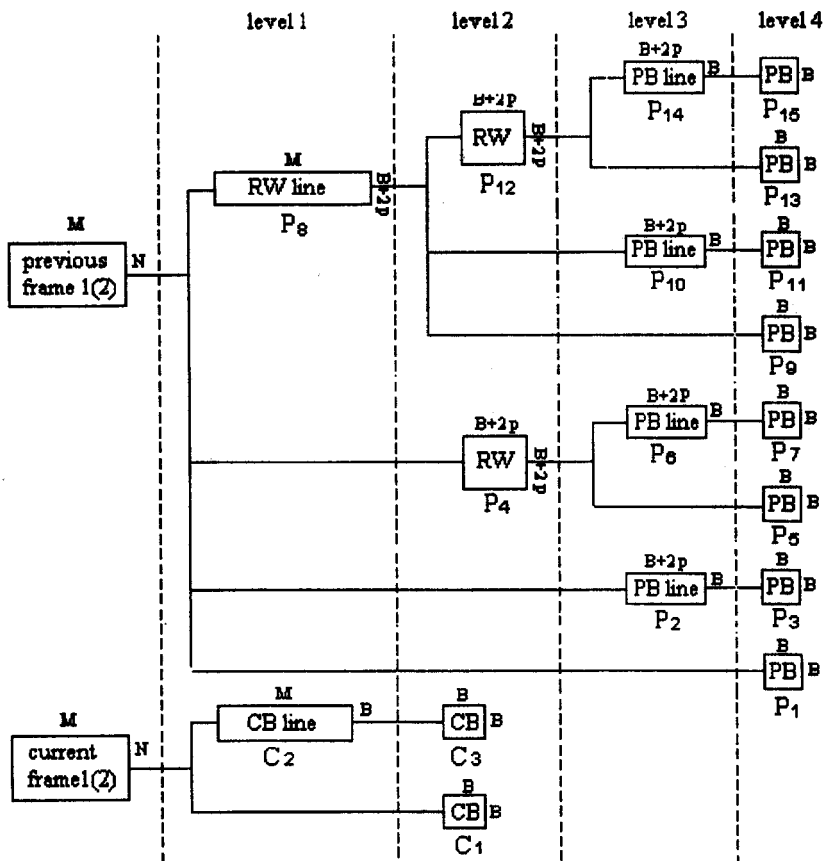 level 1 level 2 level 3 level 4
B+2p
PB line B PB B
P14 P15
B+2p B
RW B+2p PB B
P12 P13
M
RW line B+2p
P8
B+2p B
PB line B PB B
P10 P11
M
previous
frame 1(2)
N
B
PB B
P9
B+2p B
PB line B PB B
P6 P7
B+2p
RW B+2p
P4
B
PB B
P5
B+2p B
PB line B PB B
P2 P3
B
PB B
P1
M B
CB line B CB B
C2 C3
M
current
frame1(2)
N
B
CB B
C1